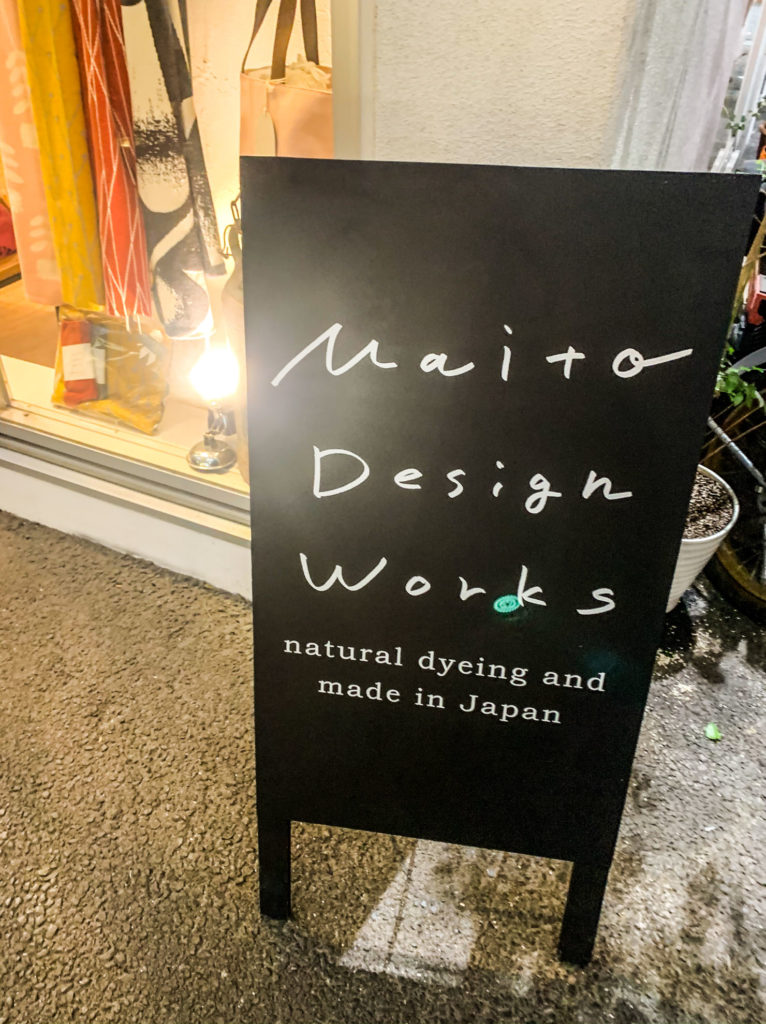 Maito
Design
Works
natural dyeing and
made in Japan